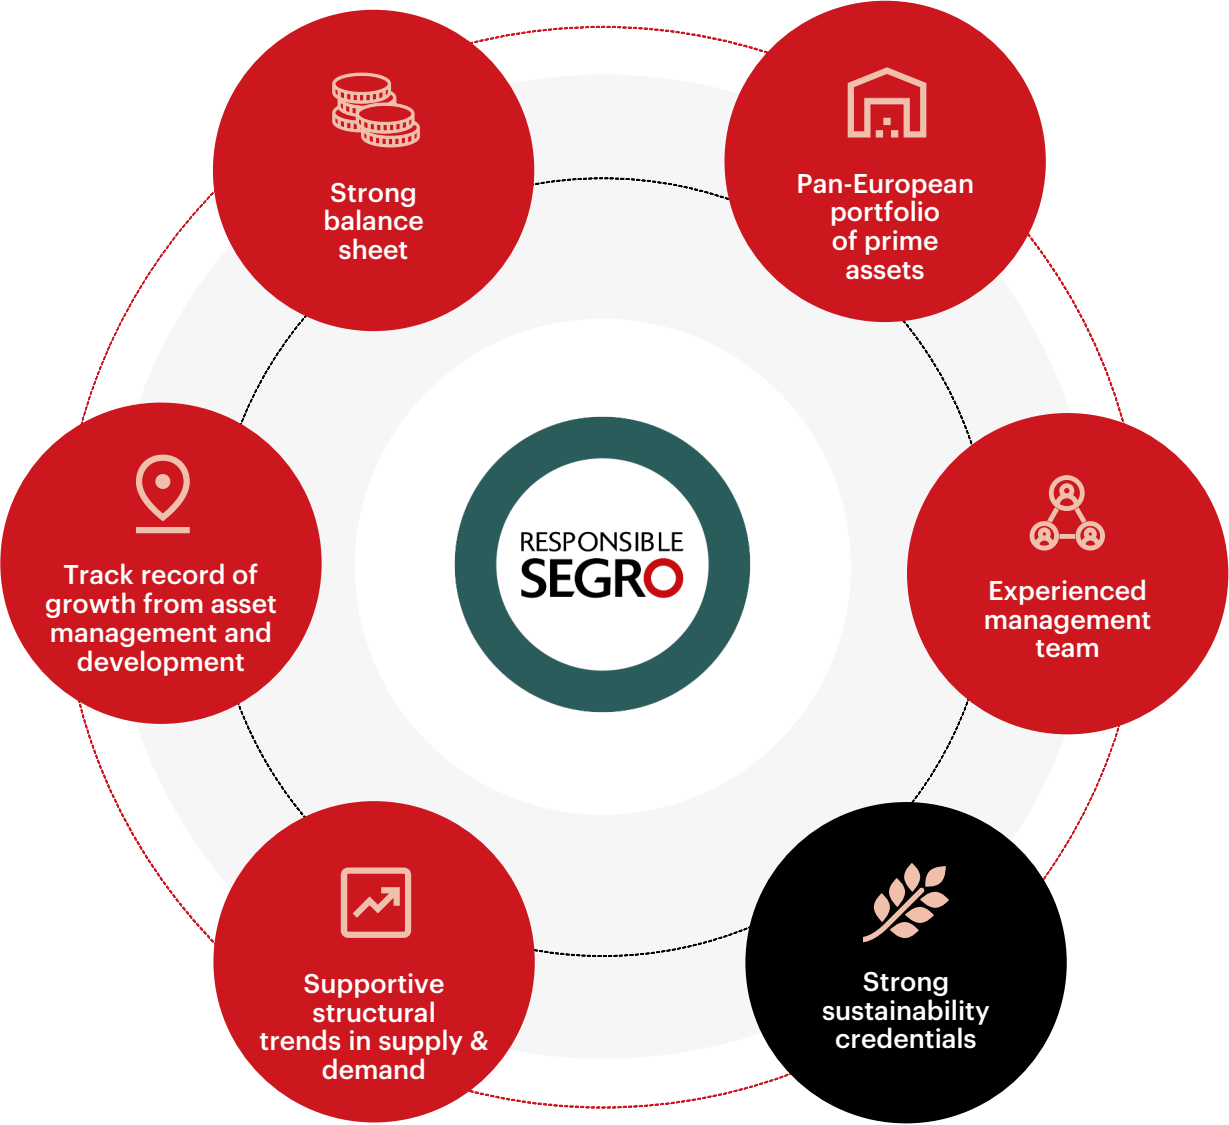 Strong
balance
sheet
Pan-European
portfolio
of prime
assets
Track record of
growth from asset
management and
development
RESPONSIBLE
SEGRO
Experienced
management
team
Supportive
structural
trends in supply &
demand
Strong
sustainability
credentials